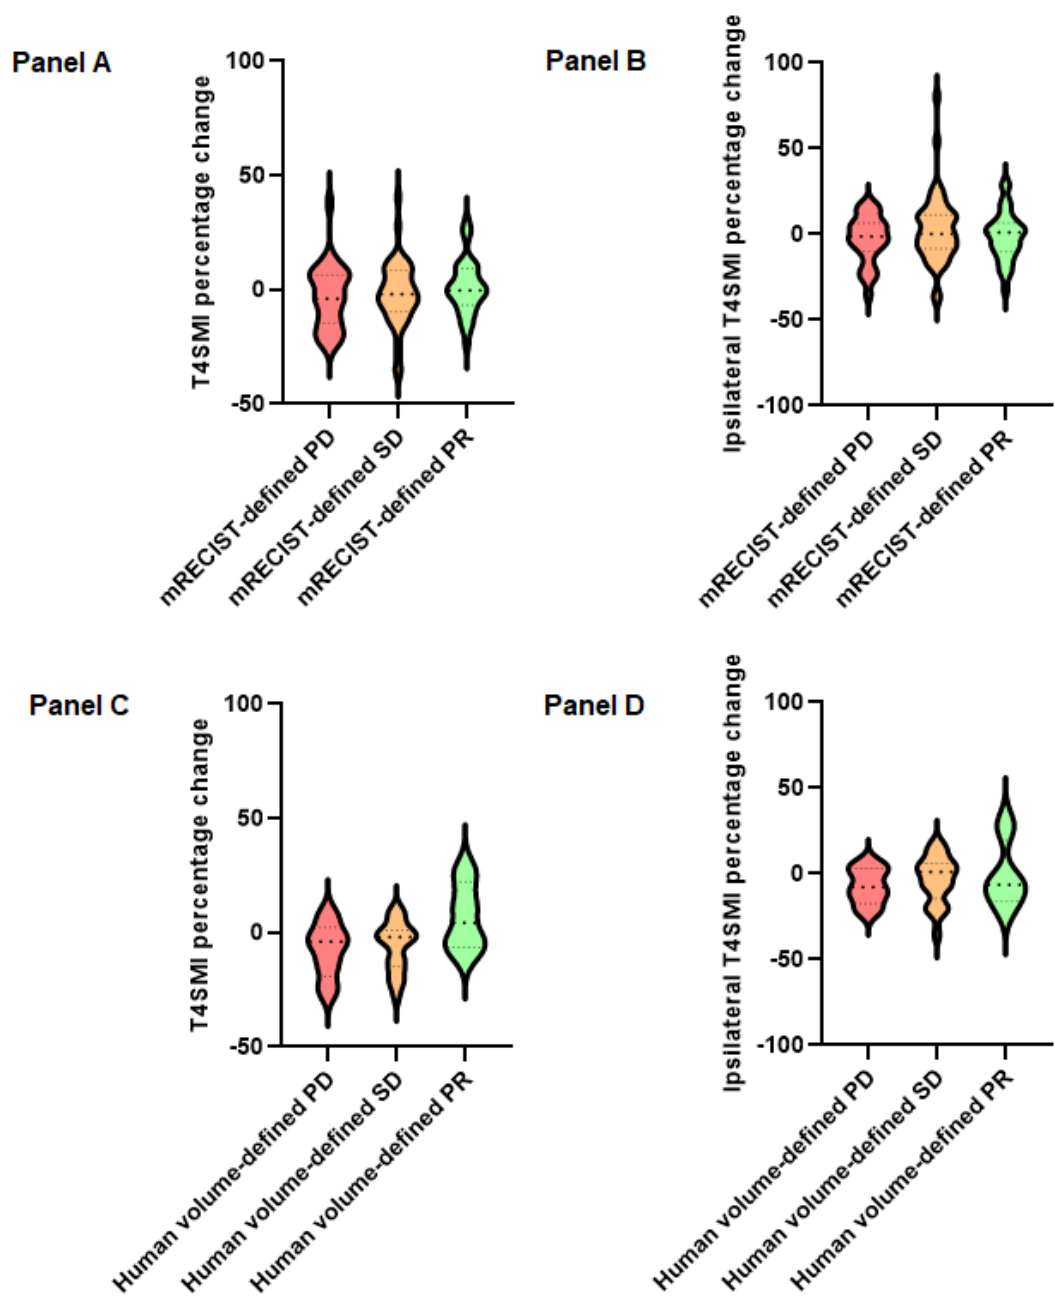 Panel A
T4SMI percentage change
100
50
0
-50
mRECIST-defined PD
mRECIST-defined SD
mRECIST-defined PR
Panel B
Ipsilateral T4SMI percentage change
100
50
0
-50
-100
mRECIST-defined PD
mRECIST-defined SD
mRECIST-defined PR
Panel C
T4SMI percentage change
100
50
0
-50
Human volume-defined PD
Human volume-defined SD
Human volume-defined PR
Panel D
Ipsilateral T4SMI percentage change
100
50
0
-50
-100
Human volume-defined PD
Human volume-defined SD
Human volume-defined PR